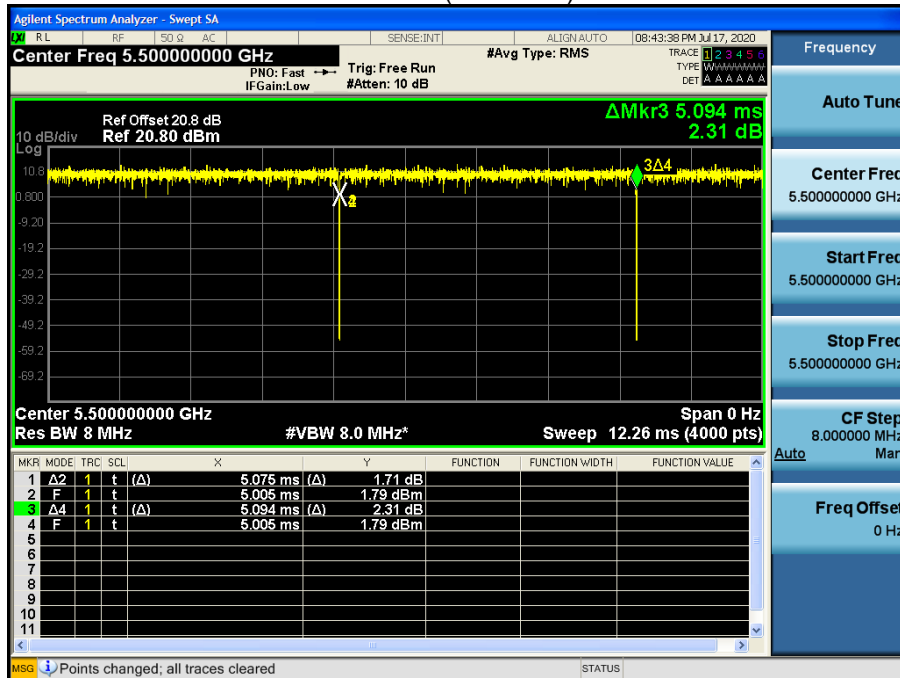 Agilent Spectrum Analyzer - Swept SA
LXI RL RF 50 Ω AC SENSE:INT ALIGN AUTO 08:43:38 PM Jul 17, 2020
Center Freq 5.500000000 GHz #Avg Type: RMS TRACE 1 2 3 4 5 6
PNO: Fast Trig: Free Run TYPE WWWWWW
IFGain:Low #Atten: 10 dB DET A A A A A A
Ref Offset 20.8 dB ΔMkr3 5.094 ms
10 dB/div Ref 20.80 dBm 2.31 dB
Log
10.8
0.800
-9.20
-19.2
-29.2
-39.2
-49.2
-59.2
-69.2
3Δ4
Center 5.500000000 GHz Span 0 Hz
Res BW 8 MHz #VBW 8.0 MHz* Sweep 12.26 ms (4000 pts)
MKR MODE TRC SCL X Y FUNCTION FUNCTION WIDTH FUNCTION VALUE
1 Δ2 1 t (Δ) 5.075 ms (Δ) 1.71 dB
2 F 1 t 5.005 ms 1.79 dBm
3 Δ4 1 t (Δ) 5.094 ms (Δ) 2.31 dB
4 F 1 t 5.005 ms 1.79 dBm
5
6
7
8
9
10
11
MSG Points changed; all traces cleared STATUS
Frequency
Auto Tune
Center Freq
5.500000000 GHz
Start Freq
5.500000000 GHz
Stop Freq
5.500000000 GHz
CF Step
8.000000 MHz
Auto Man
Freq Offset
0 Hz